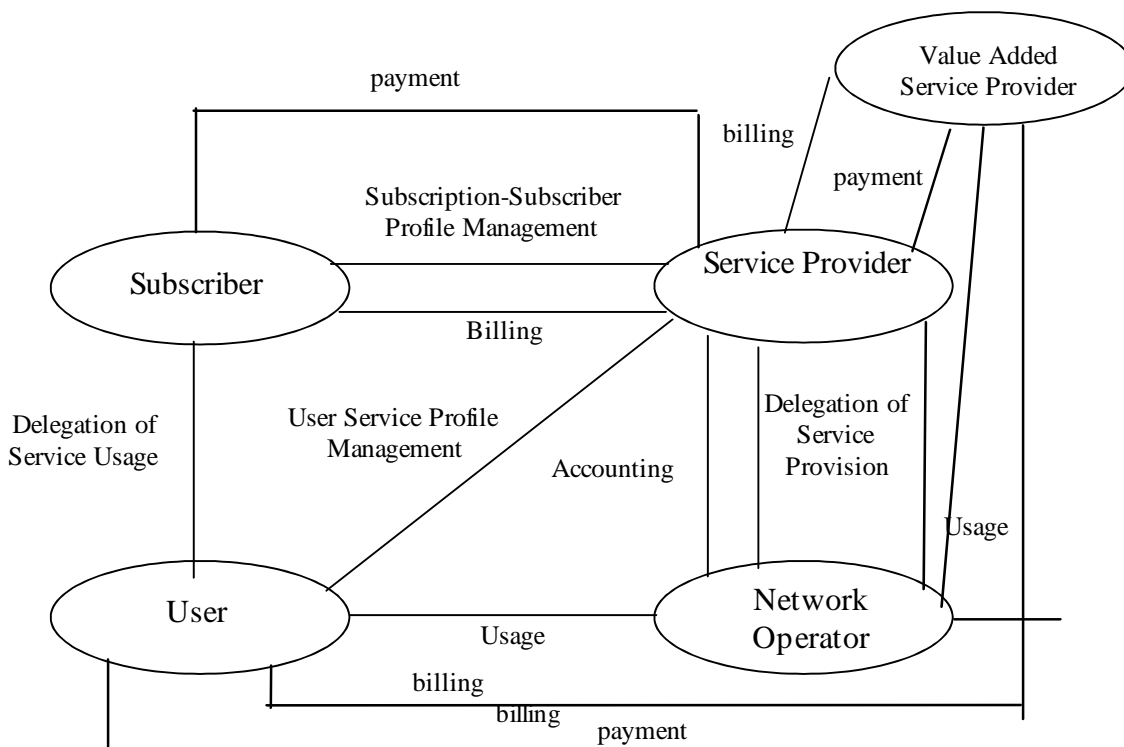 Value Added
Service Provider
payment
billing
payment
Subscription-Subscriber
Profile Management
Service Provider
Subscriber
Billing
User Service Profile
Management
Delegation of
Service
Provision
Delegation of
Service Usage
Accounting
Usage
User
Network
Operator
Usage
billing
billing
payment